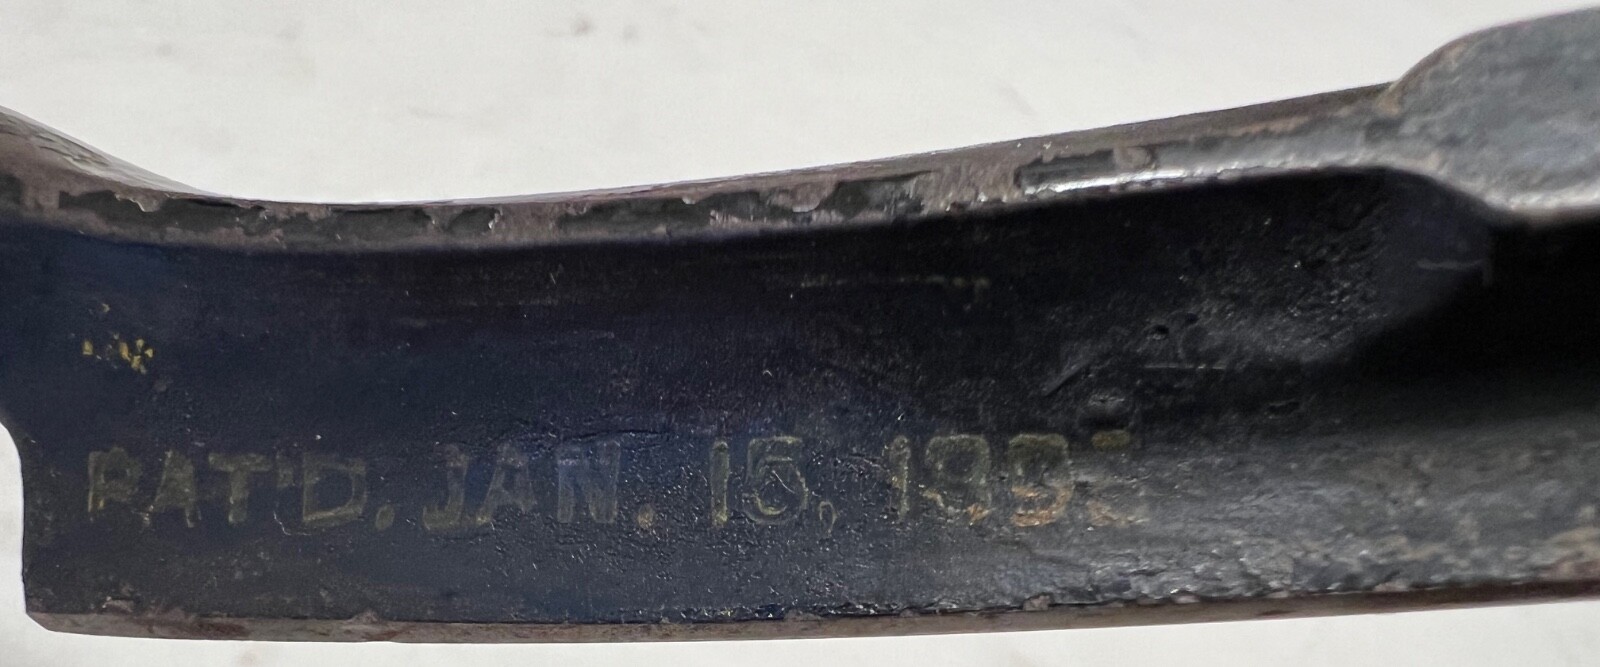 PAT'D. JAN. 15,